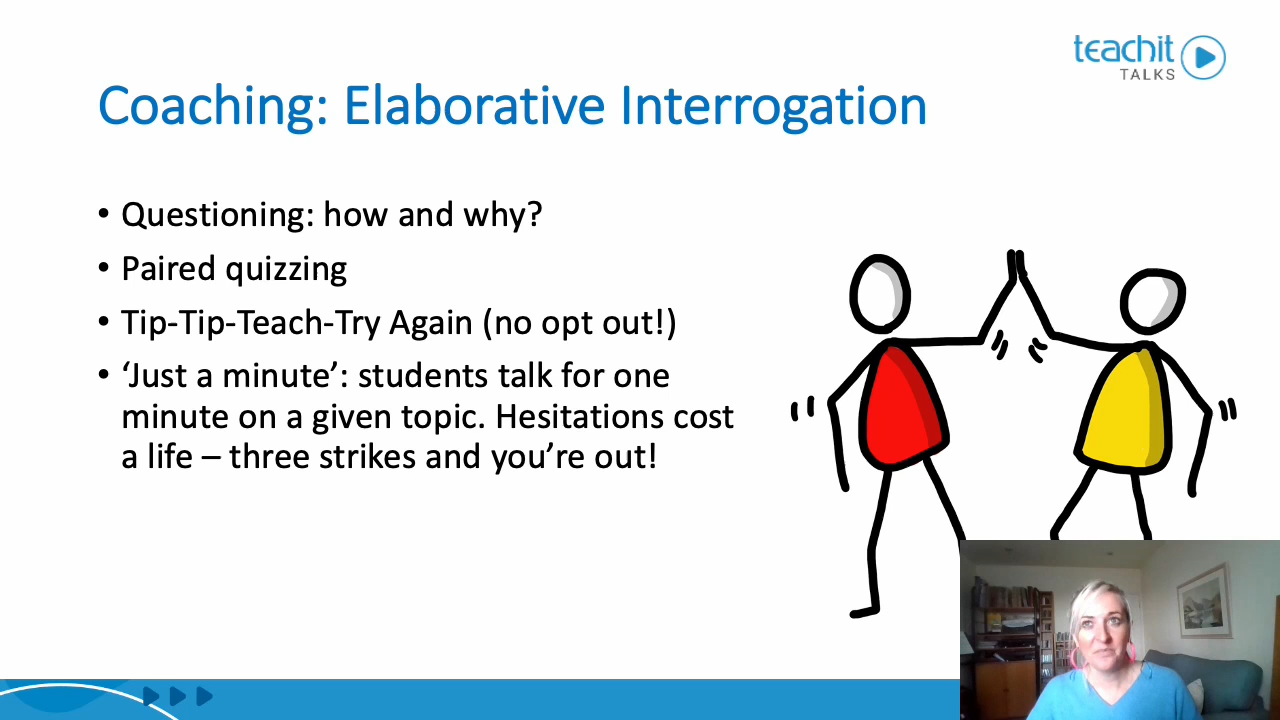 teachit
TALKS
Coaching: Elaborative Interrogation
• Questioning: how and why?
• Paired quizzing
• Tip-Tip-Teach-Try Again (no opt out!)
• ‘Just a minute’: students talk for one
minute on a given topic. Hesitations cost
a life – three strikes and you’re out!